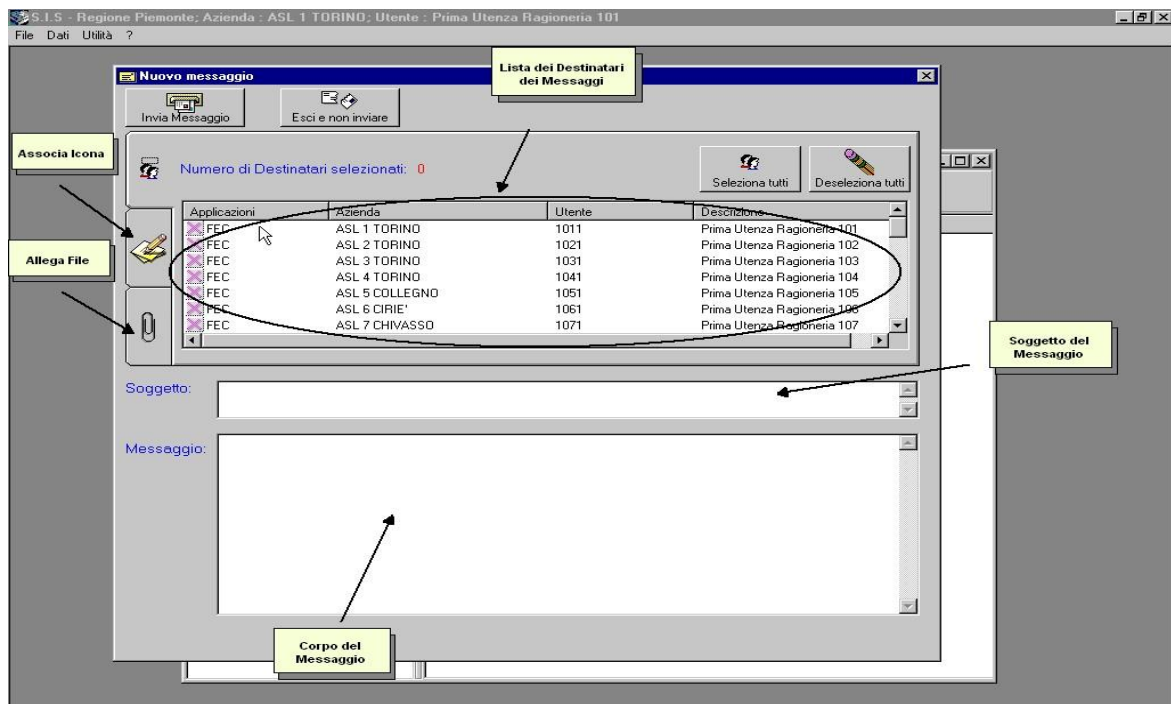 S.I.S - Regione Piemonte; Azienda : ASL 1 TORINO; Utente : Prima Utenza Ragioneria 101
File Dati Utilità ?
Lista dei Destinatari
dei Messaggi
Nuovo messaggio
Invia Messaggio Esci e non inviare
Associa Icona
Numero di Destinatari selezionati: 0
Seleziona tutti Deseleziona tutti
Applicazioni Azienda Utente Descrizione
FEC ASL 1 TORINO 1011 Prima Utenza Ragioneria 101
FEC ASL 2 TORINO 1021 Prima Utenza Ragioneria 102
FEC ASL 3 TORINO 1031 Prima Utenza Ragioneria 103
FEC ASL 4 TORINO 1041 Prima Utenza Ragioneria 104
FEC ASL 5 COLLEGNO 1051 Prima Utenza Ragioneria 105
FEC ASL 6 CIRIE' 1061 Prima Utenza Ragioneria 106
FEC ASL 7 CHIVASSO 1071 Prima Utenza Ragioneria 107
Allega File
Soggetto del
Messaggio
Soggetto:
Messaggio:
Corpo del
Messaggio